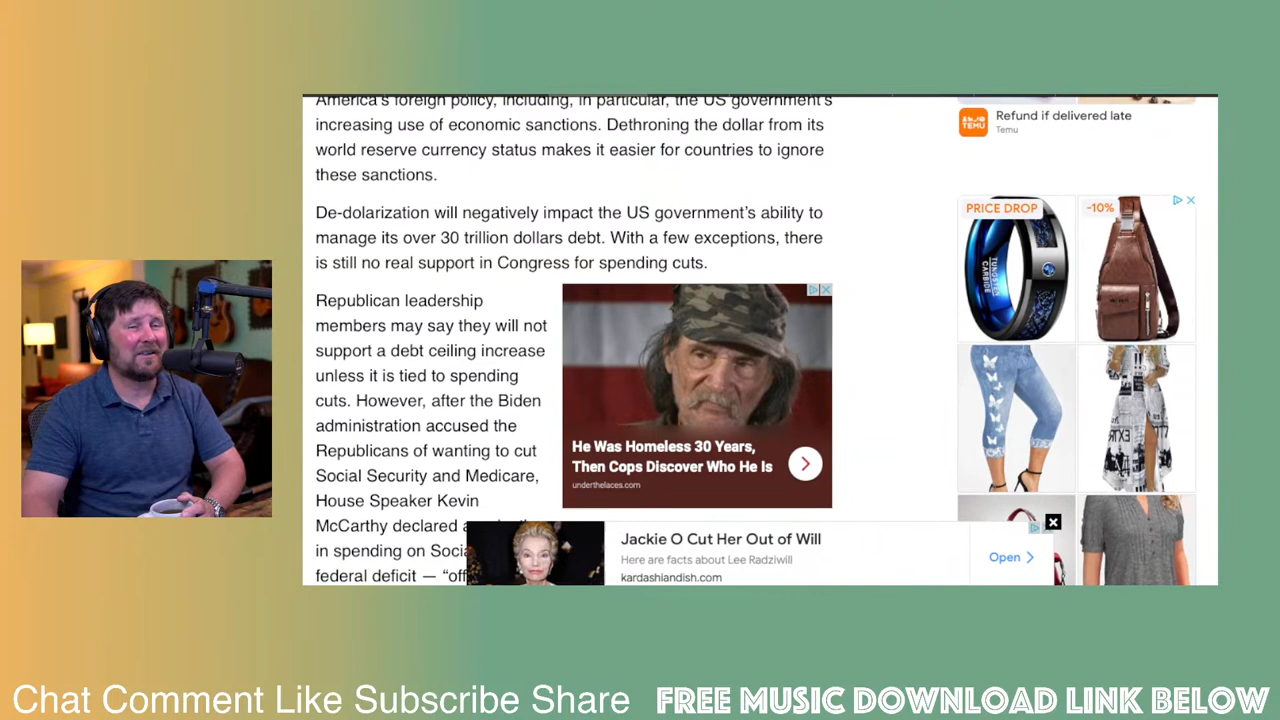 America's foreign policy, including, in particular, the US government's
increasing use of economic sanctions. Dethroning the dollar from its
world reserve currency status makes it easier for countries to ignore
these sanctions.
De-dolarization will negatively impact the US government's ability to
manage its over 30 trillion dollars debt. With a few exceptions, there
is still no real support in Congress for spending cuts.
Republican leadership
members may say they will not
support a debt ceiling increase
unless it is tied to spending
cuts. However, after the Biden
administration accused the
Republicans of wanting to cut
Social Security and Medicare,
House Speaker Kevin
McCarthy declared
in spending on
federal deficit —
He Was Homeless 30 Years,
Then Cops Discover Who He Is
underthelaces.com
Jackie O Cut Her Out of Will
Here are facts about Lee Radziwill
kardashiandish.com
Open
Refund if delivered late
Temu
TEMU
PRICE DROP
-10%
TUNGSTEN
CARBIDE
Chat Comment Like Subscribe Share
FREE MUSIC DOWNLOAD LINK BELOW